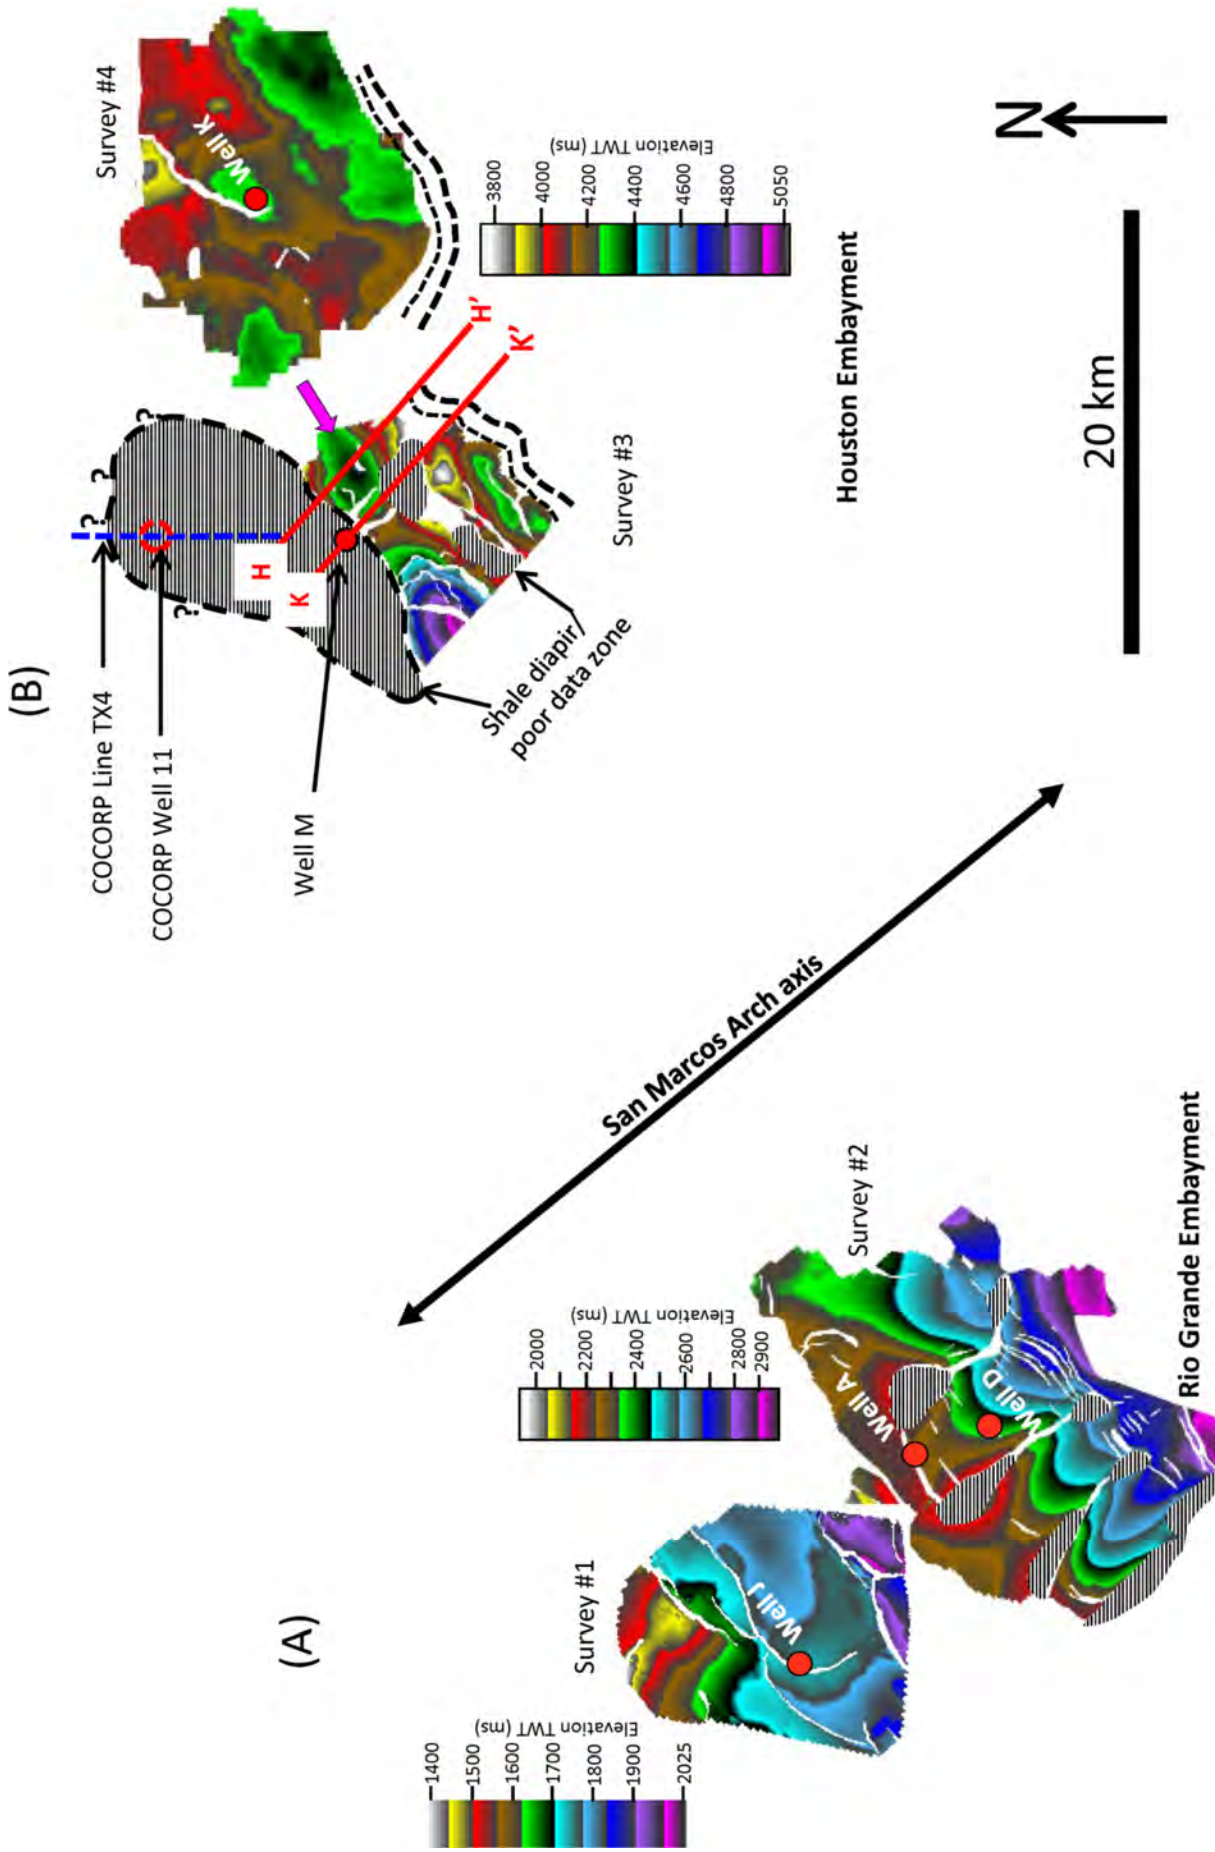 (A)
Survey #1
1400
1500
1600
1700
1800
1900
2025
Elevation TWT (ms)
Well J
2000
2200
2400
2600
2800
2900
Elevation TWT (ms)
Survey #2
Well A
Well D
Rio Grande Embayment
San Marcos Arch axis
(B)
COCORP Line TX4
COCORP Well 11
Well M
Shale diapir/
poor data zone
?
?
?
?
?
H
K
H’
K’
Survey #3
Survey #4
Well K
3800
4000
4200
4400
4600
4800
5050
Elevation TWT (ms)
Houston Embayment
20 km
N